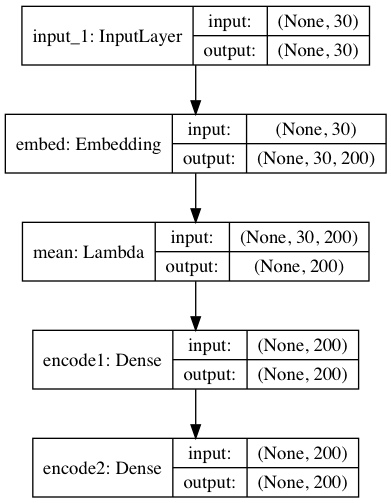 input_1: InputLayer
input: (None, 30)
output: (None, 30)
embed: Embedding
input: (None, 30)
output: (None, 30, 200)
mean: Lambda
input: (None, 30, 200)
output: (None, 200)
encode1: Dense
input: (None, 200)
output: (None, 200)
encode2: Dense
input: (None, 200)
output: (None, 200)